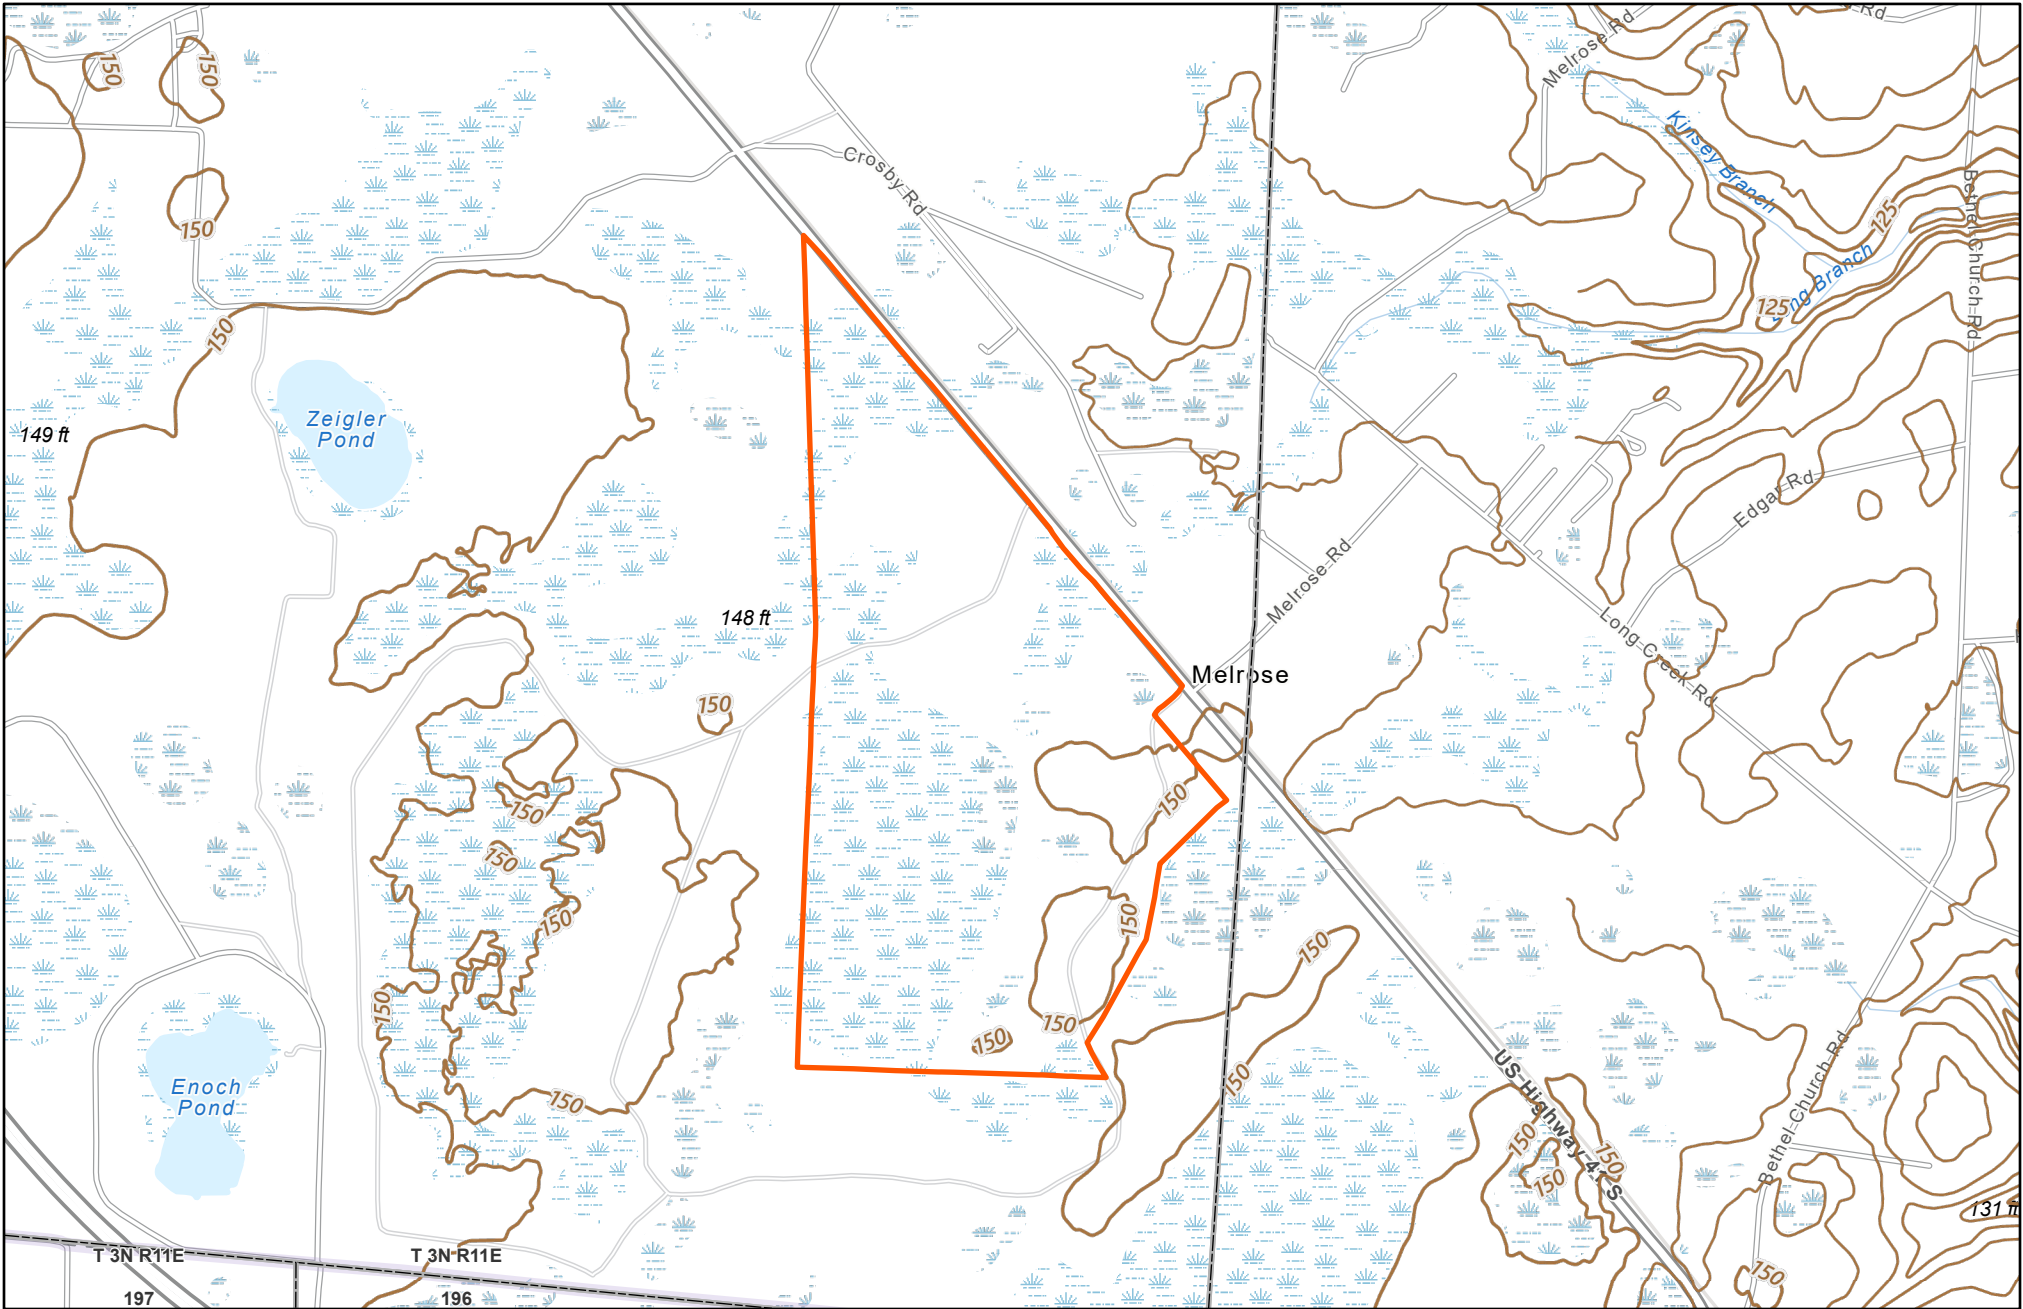 Rd
Melrose Rd
150
150
Kinsey Branch
Crosby Rd
Bethel Church Rd
125
150
Long Branch
125
150
Zeigler
Pond
149 ft
Edgar Rd
Melrose Rd
148 ft
Long Creek Rd
Melrose
150
150
150
150
150
150
150
150
150
150
150
US Highway 41 S
Bethel Church Rd
Enoch
Pond
150
150
150
150
150
131 ft
T 3N R11E
T 3N R11E
150
197
196